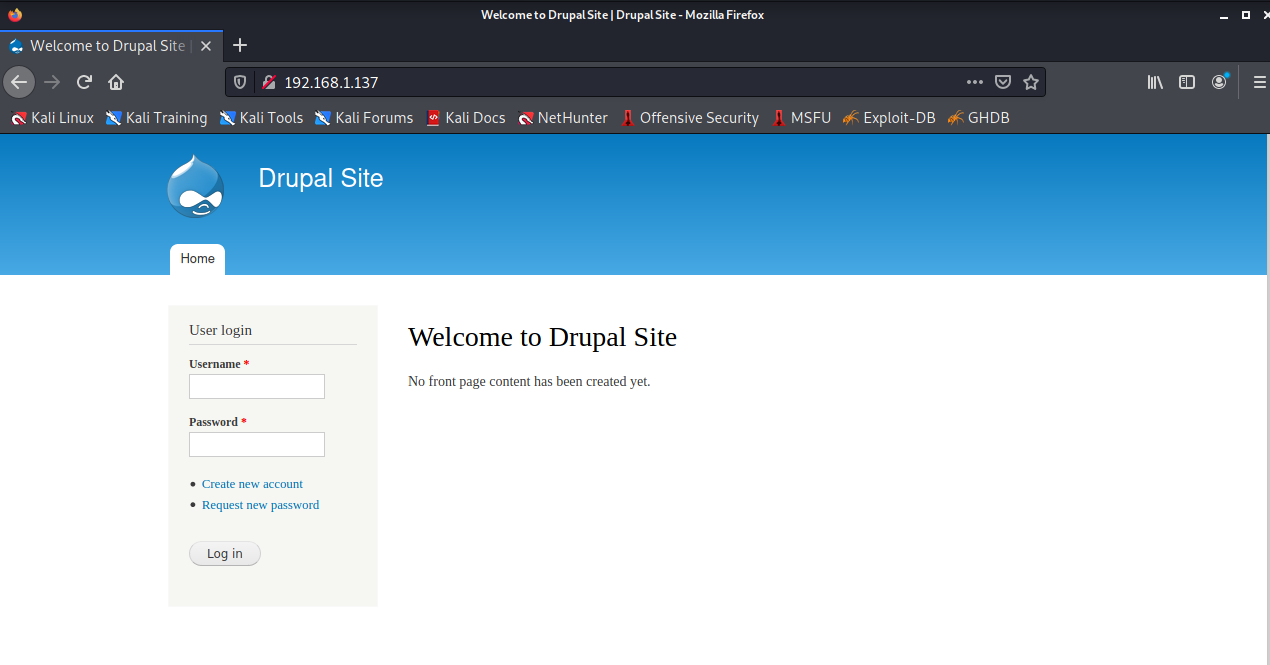 Welcome to Drupal Site | Drupal Site - Mozilla Firefox
Welcome to Drupal Site |
192.168.1.137
Kali Linux Kali Training Kali Tools Kali Forums Kali Docs NetHunter Offensive Security MSFU Exploit-DB GHDB
Drupal Site
Home
User login
Username *
Password *
Create new account
Request new password
Log in
Welcome to Drupal Site
No front page content has been created yet.